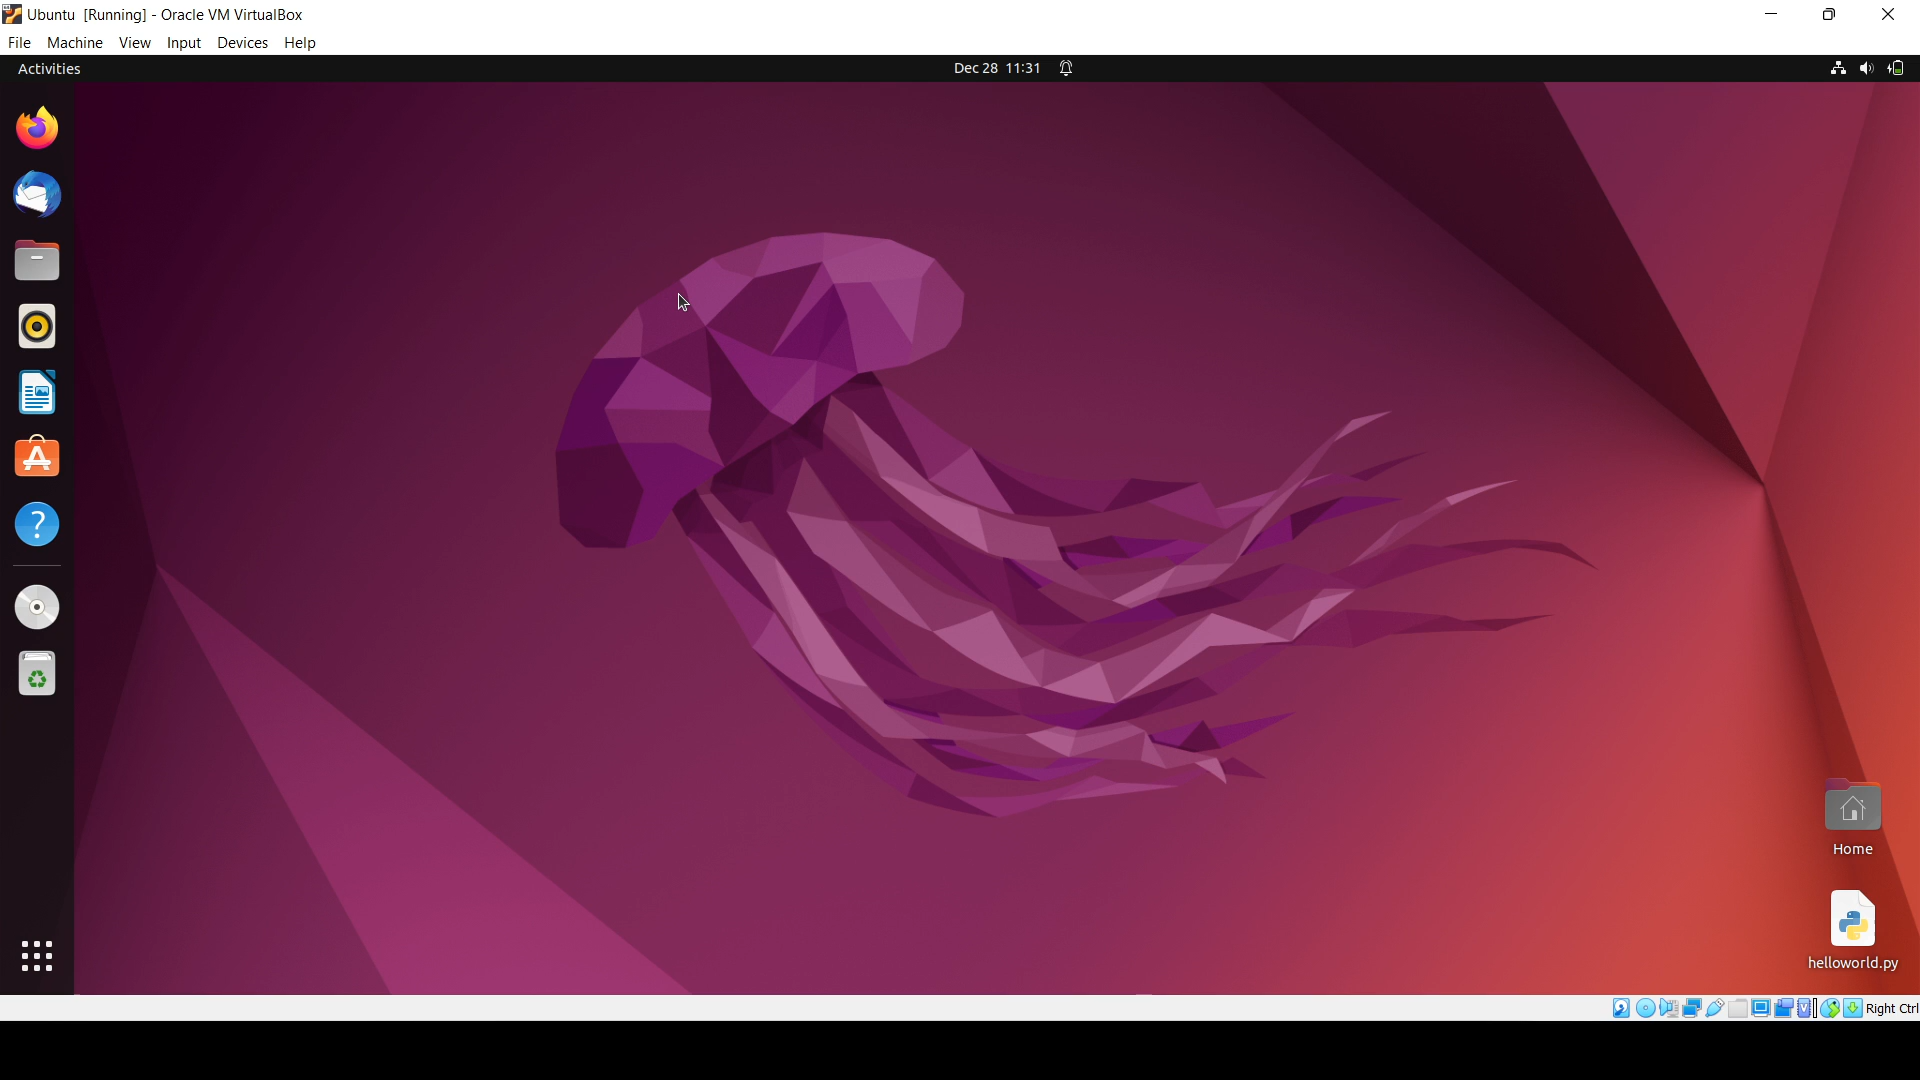 Ubuntu [Running] - Oracle VM VirtualBox
File Machine View Input Devices Help
Activities Dec 28 11:31
Home
helloworld.py
Right Ctrl